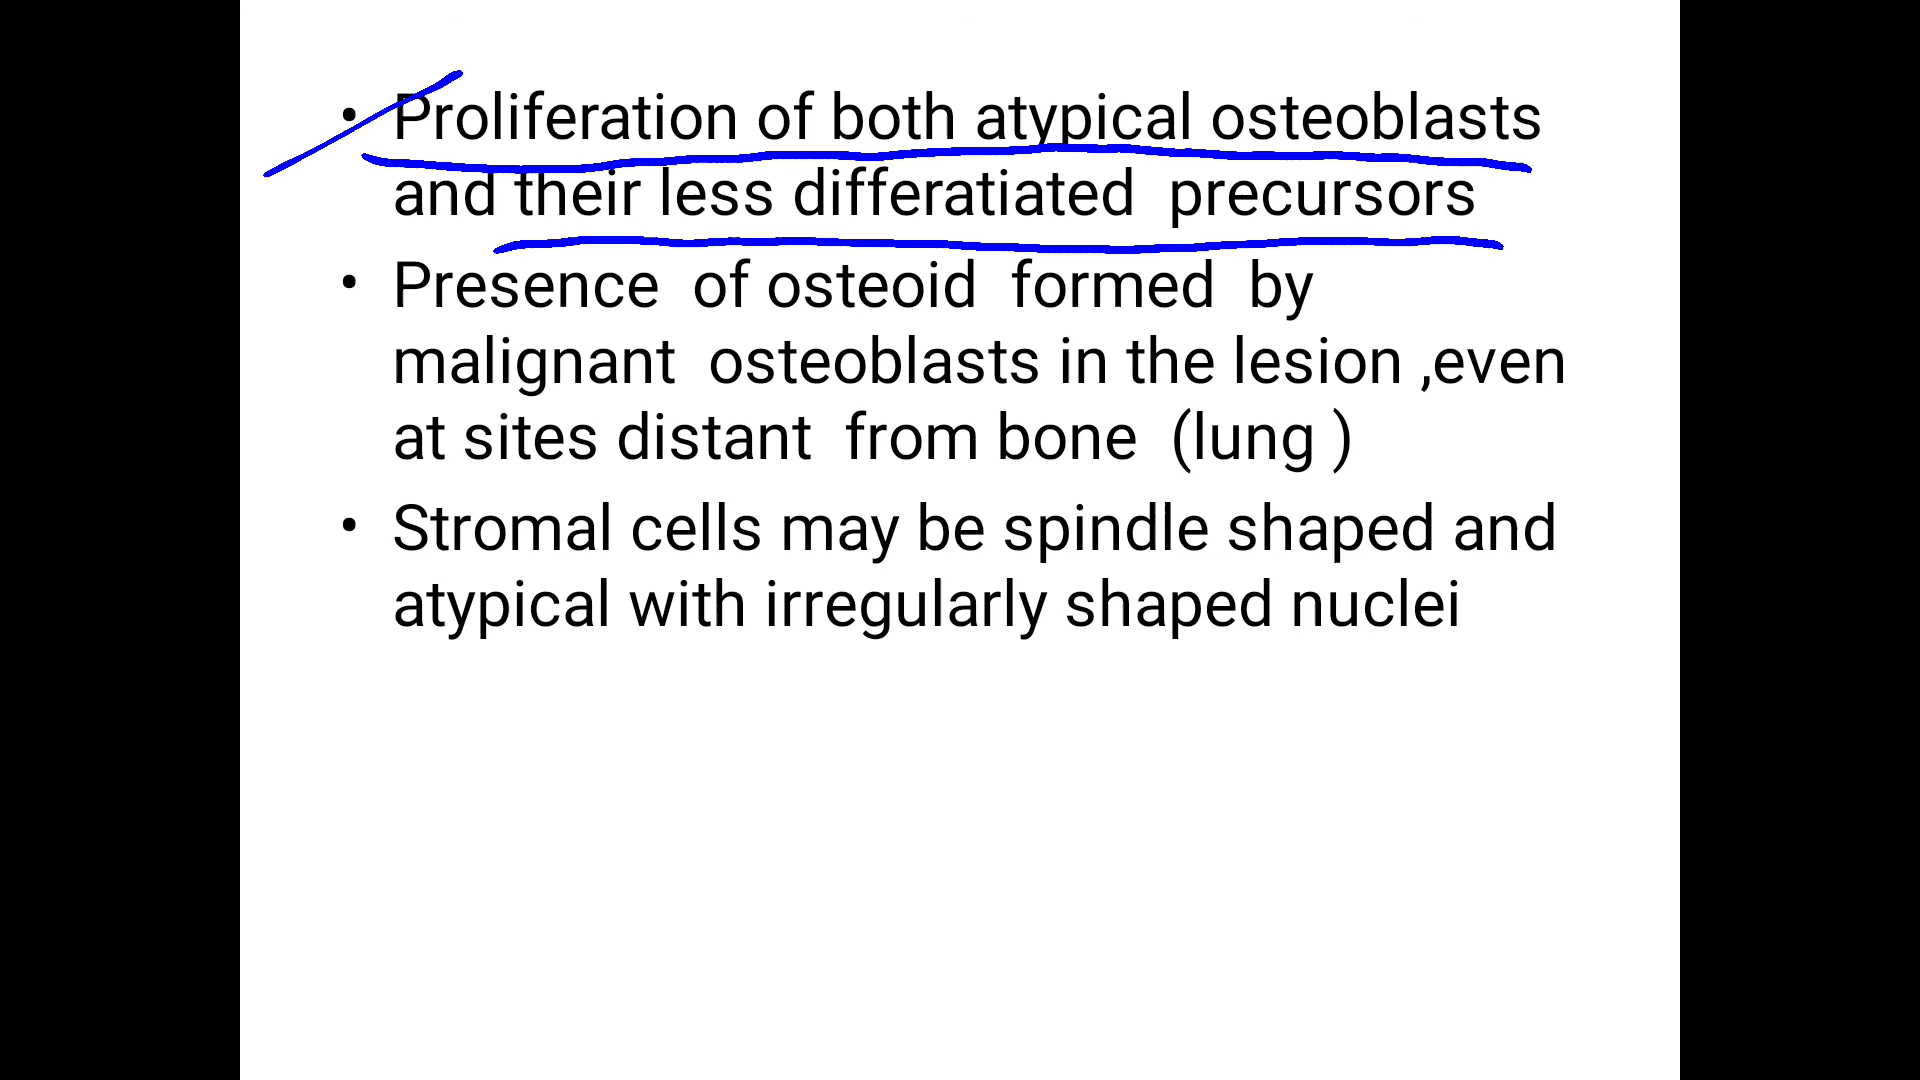 • Proliferation of both atypical osteoblasts
and their less differatiated precursors
• Presence of osteoid formed by
malignant osteoblasts in the lesion ,even
at sites distant from bone (lung )
• Stromal cells may be spindle shaped and
atypical with irregularly shaped nuclei